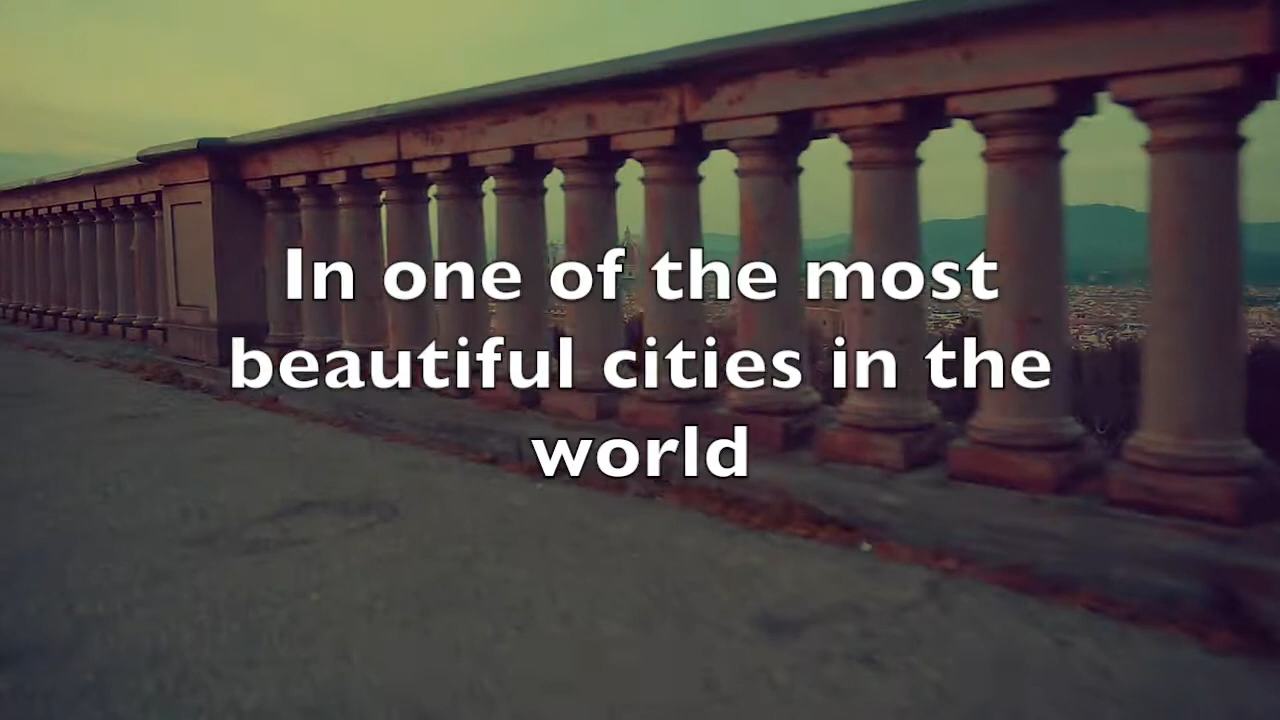 In one of the most
beautiful cities in the
world